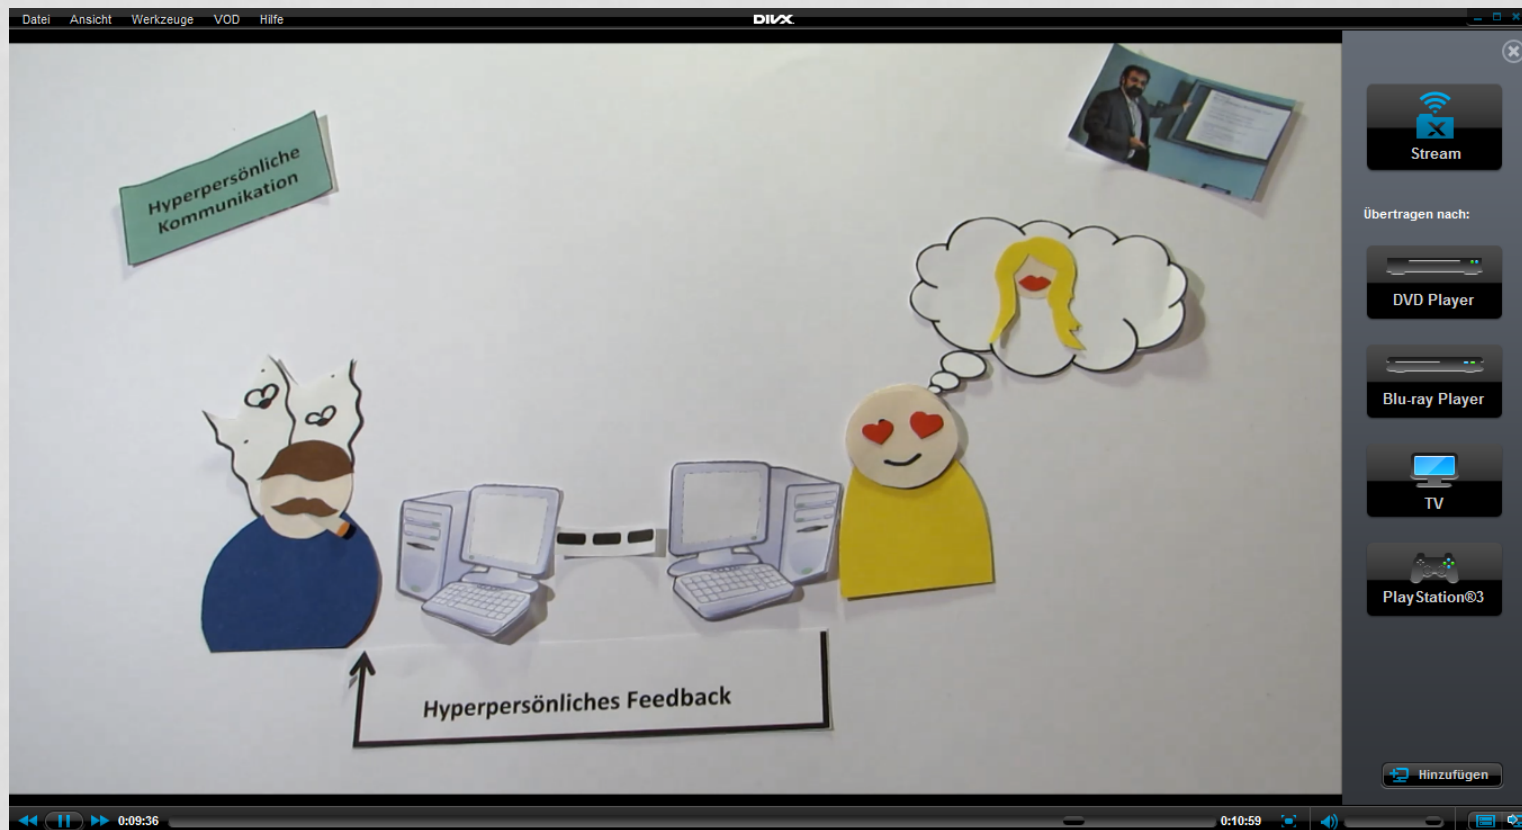 Datei Ansicht Werkzeuge VOD Hilfe
DIVX
Hyperpersönliche
Kommunikation
Stream
Übertragen nach:
DVD Player
Blu-ray Player
TV
PlayStation®3
Hyperpersönliches Feedback
Hinzufügen
0:09:36
0:10:59